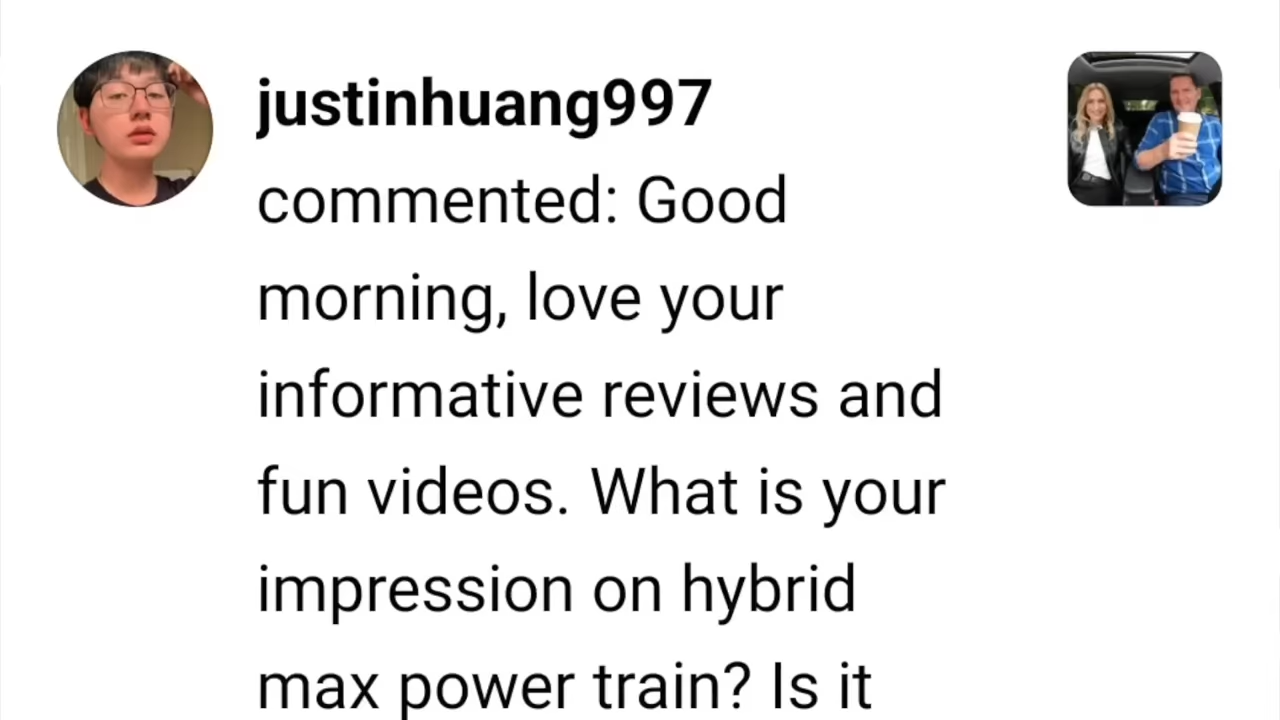 justinhuang997
commented: Good
morning, love your
informative reviews and
fun videos. What is your
impression on hybrid
max power train? Is it